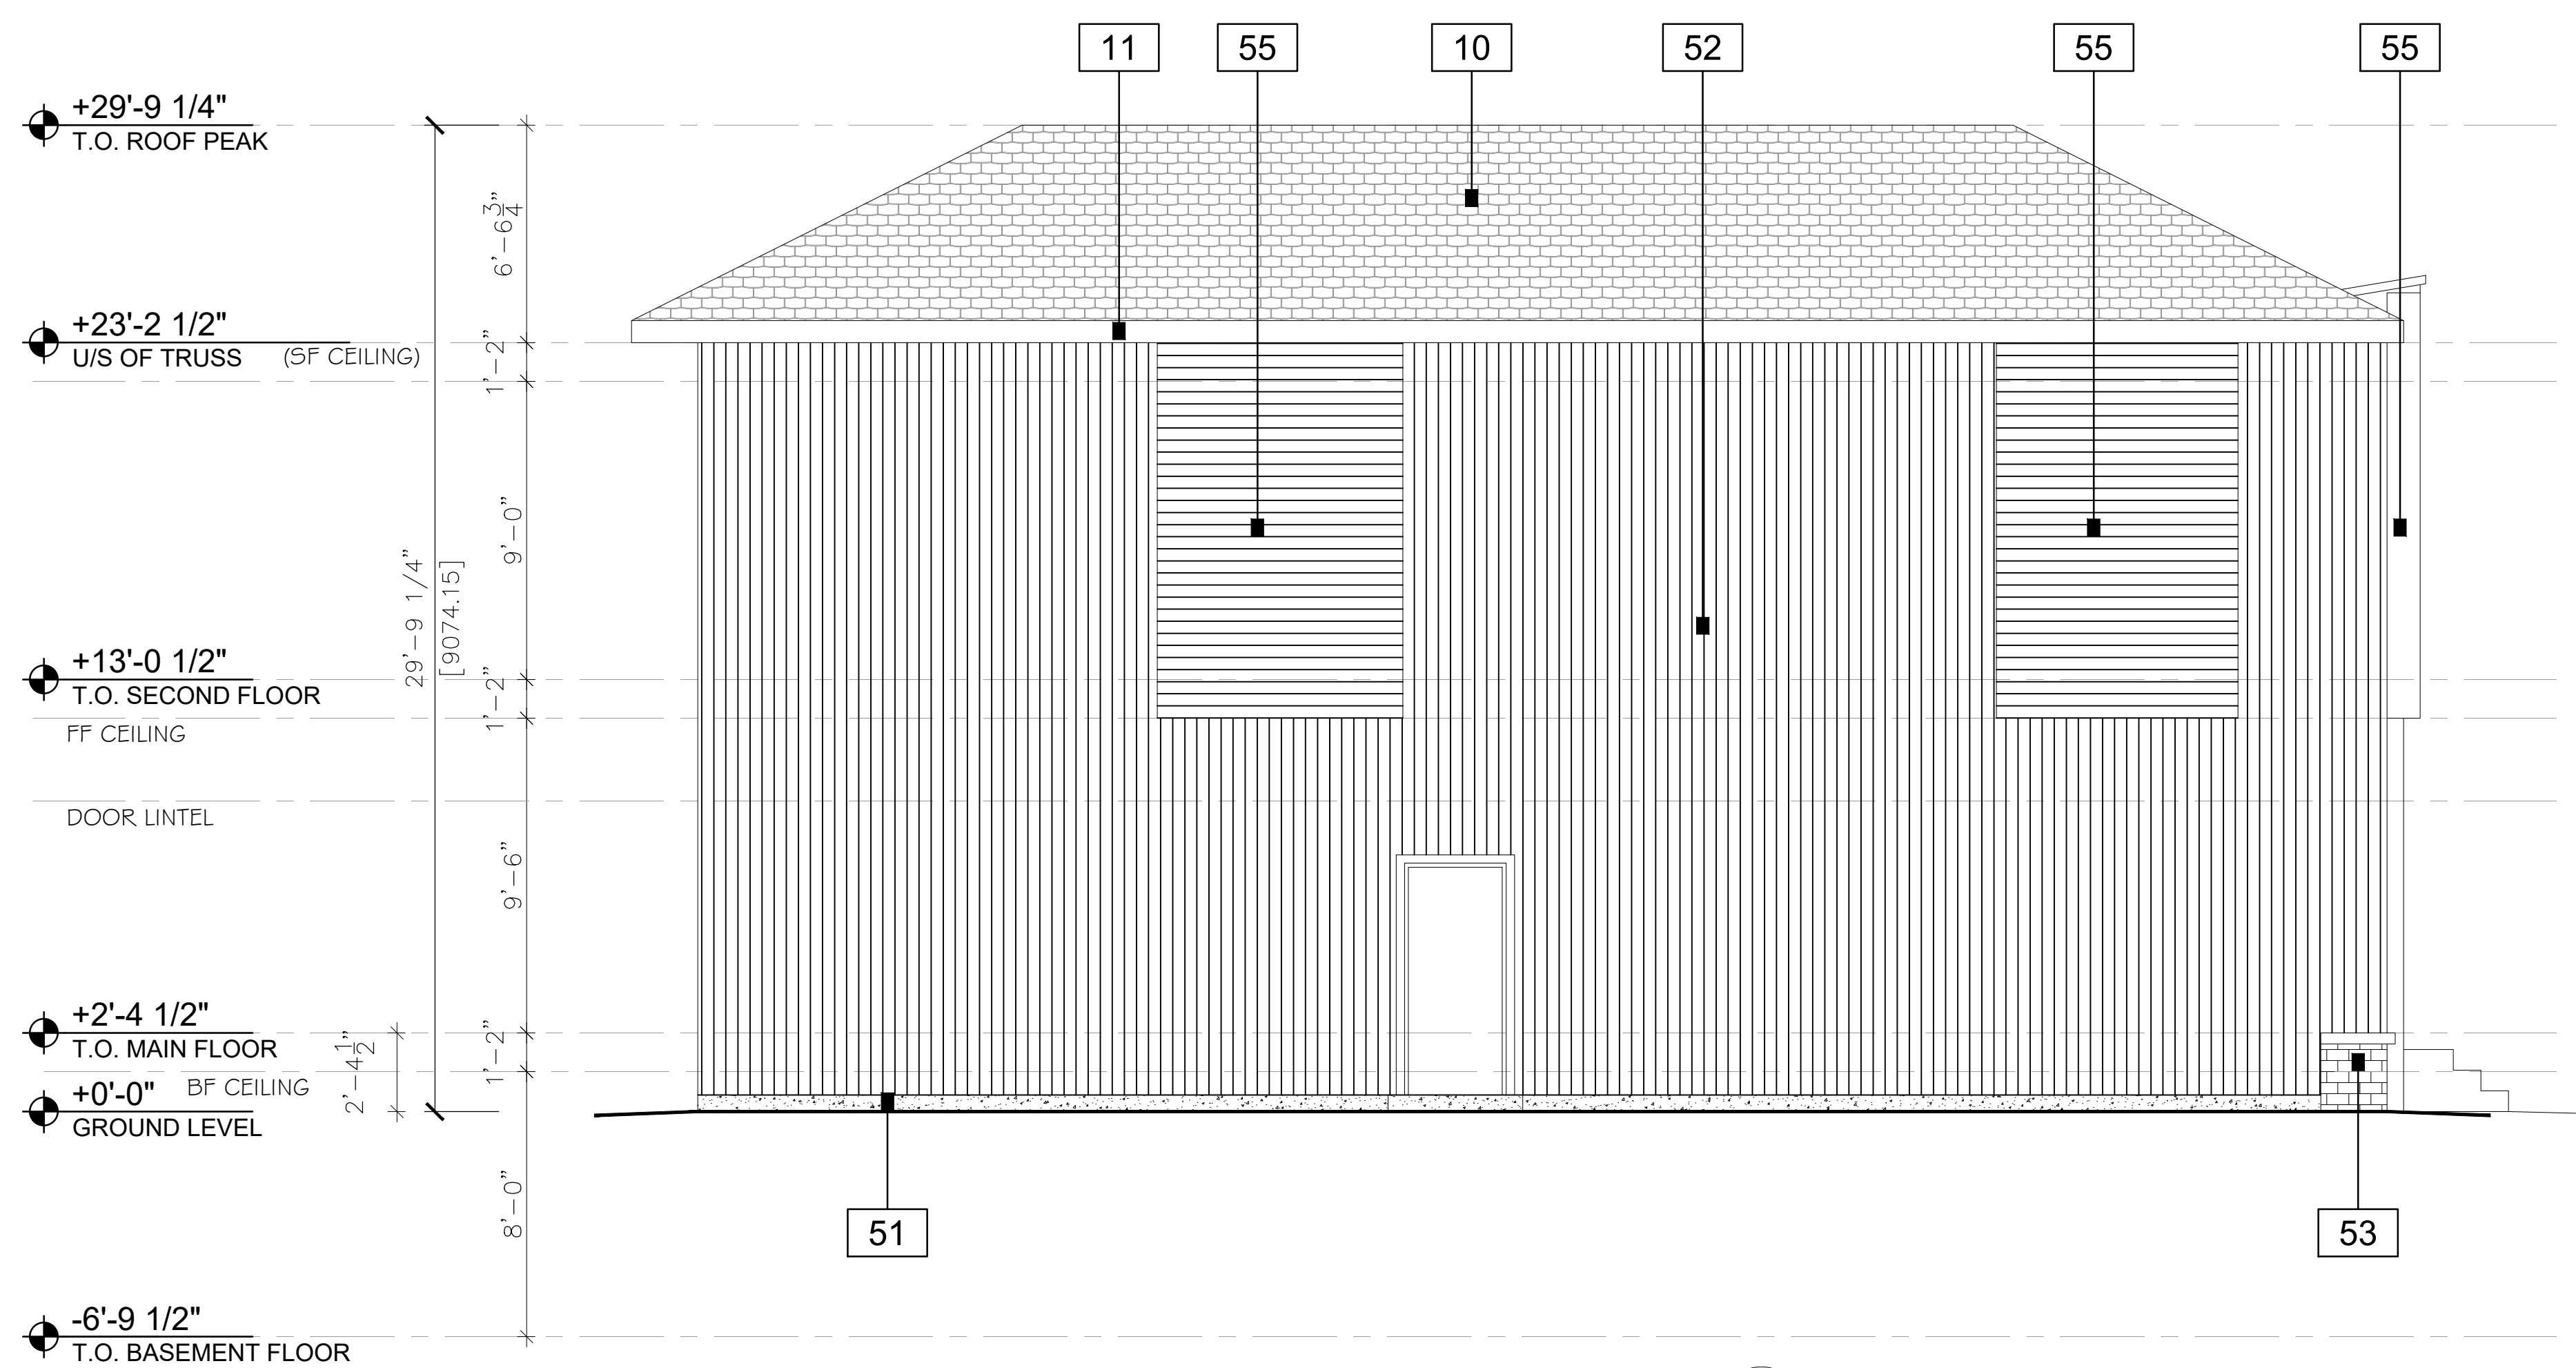 11
55
10
52
55
55
+29'-9 1/4"
T.O. ROOF PEAK
6'-6 3/4"
+23'-2 1/2"
U/S OF TRUSS
(SF CEILING)
1'-2"
9'-0"
29'-9 1/4"
[9074.15]
+13'-0 1/2"
T.O. SECOND FLOOR
1'-2"
FF CEILING
DOOR LINTEL
9'-6"
+2'-4 1/2"
T.O. MAIN FLOOR
2'-4 1/2"
1'-2"
+0'-0"
BF CEILING
GROUND LEVEL
8'-0"
51
53
-6'-9 1/2"
T.O. BASEMENT FLOOR